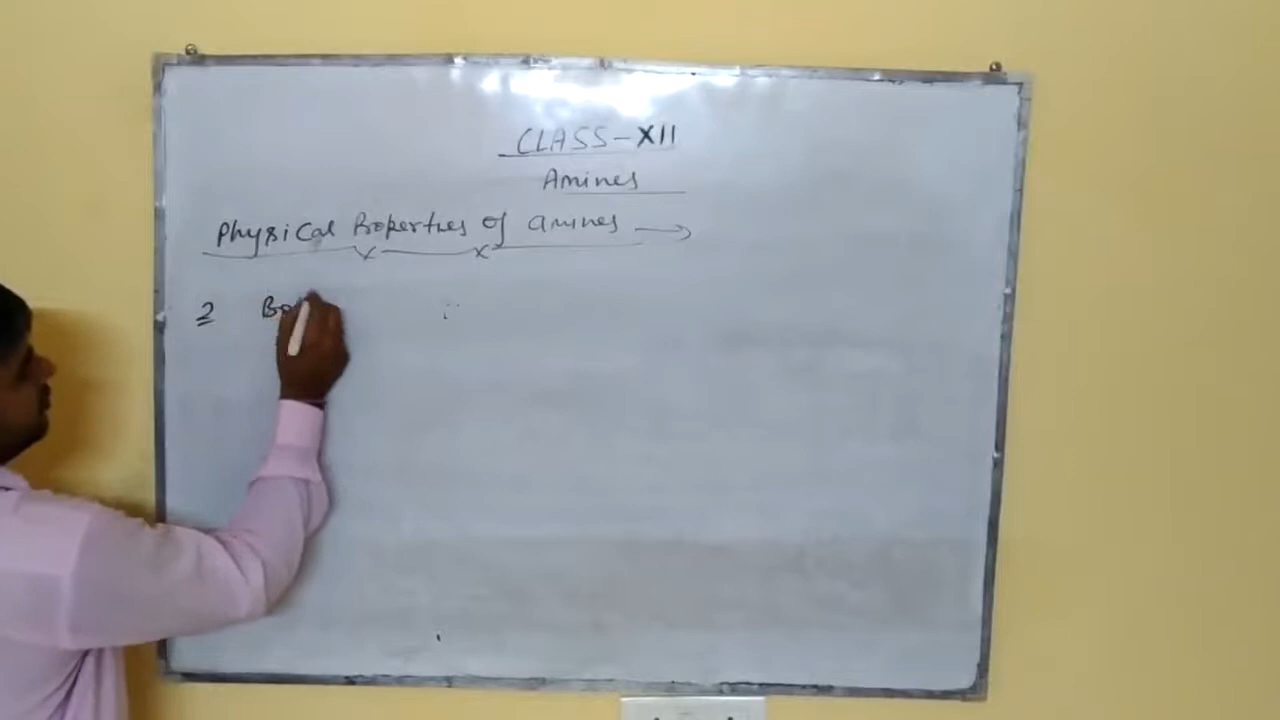 CLASS-XII
Amines
Physical Properties of amines →
2 Bo